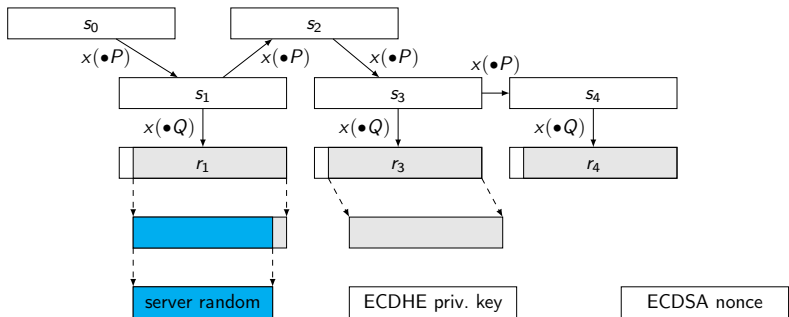 s₀
s₂
x(•P)
x(•P)
x(•P)
x(•P)
s₁
s₃
s₄
x(•Q)
x(•Q)
x(•Q)
r₁
r₃
r₄
server random
ECDHE priv. key
ECDSA nonce